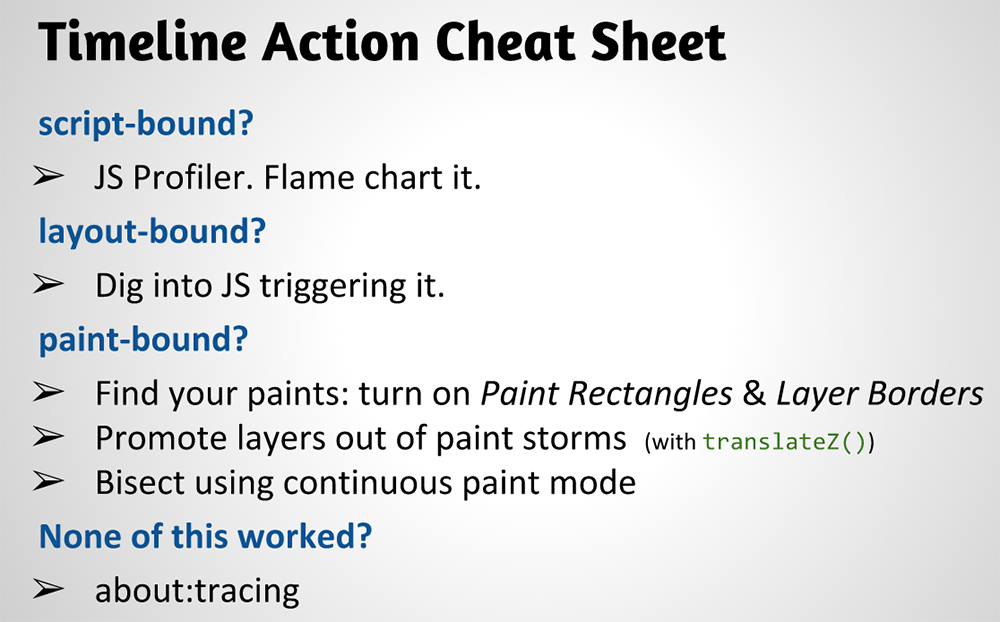 Timeline Action Cheat Sheet
script-bound?
➢ JS Profiler. Flame chart it.
layout-bound?
➢ Dig into JS triggering it.
paint-bound?
➢ Find your paints: turn on Paint Rectangles & Layer Borders
➢ Promote layers out of paint storms (with translateZ())
➢ Bisect using continuous paint mode
None of this worked?
➢ about:tracing